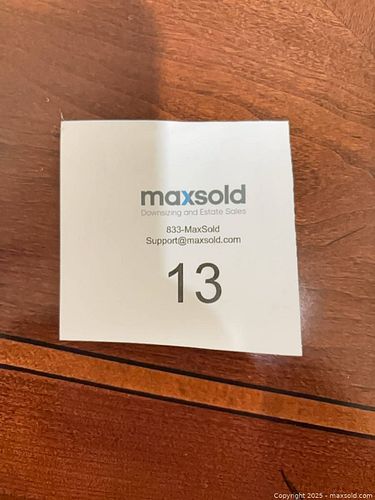 maxsold
Downsizing and Estate Sales
833-MaxSold
Support@maxsold.com
13
Copyright 2025 - maxsold.com